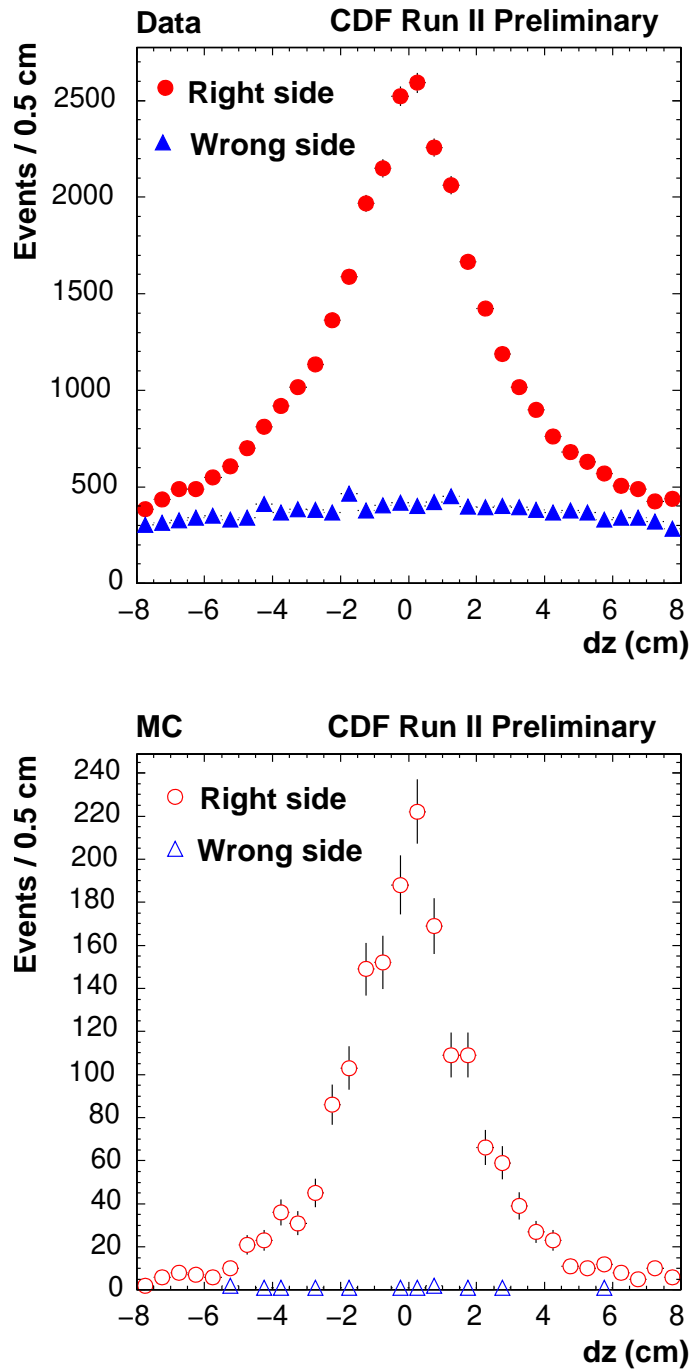 Data CDF Run II Preliminary
Events / 0.5 cm
Right side
Wrong side
2500
2000
1500
1000
500
0
−8 −6 −4 −2 0 2 4 6 8
dz (cm)
MC CDF Run II Preliminary
Events / 0.5 cm
Right side
Wrong side
240
220
200
180
160
140
120
100
80
60
40
20
0
−8 −6 −4 −2 0 2 4 6 8
dz (cm)